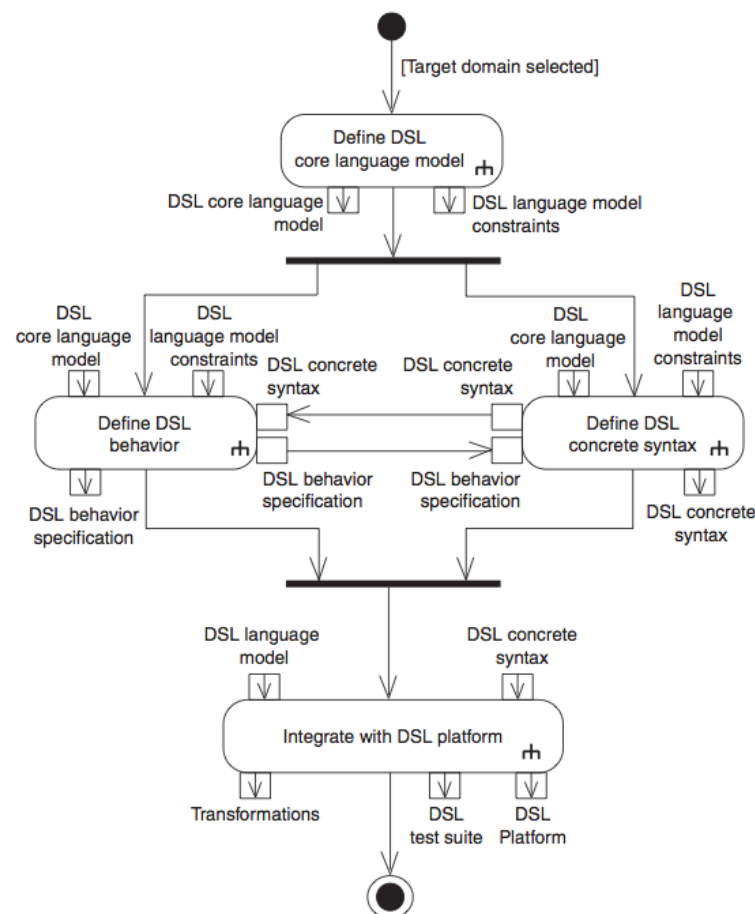 [Target domain selected]
Define DSL
core language model
DSL core language
model
DSL language model
constraints
DSL
core language
model
DSL
language model
constraints
DSL
core language
model
DSL
language
model
constraints
DSL concrete
syntax
DSL concrete
syntax
Define DSL
behavior
Define DSL
concrete syntax
DSL behavior
specification
DSL behavior
specification
DSL behavior
specification
DSL concrete
syntax
DSL language
model
DSL concrete
syntax
Integrate with DSL platform
Transformations
DSL
test suite
DSL
Platform